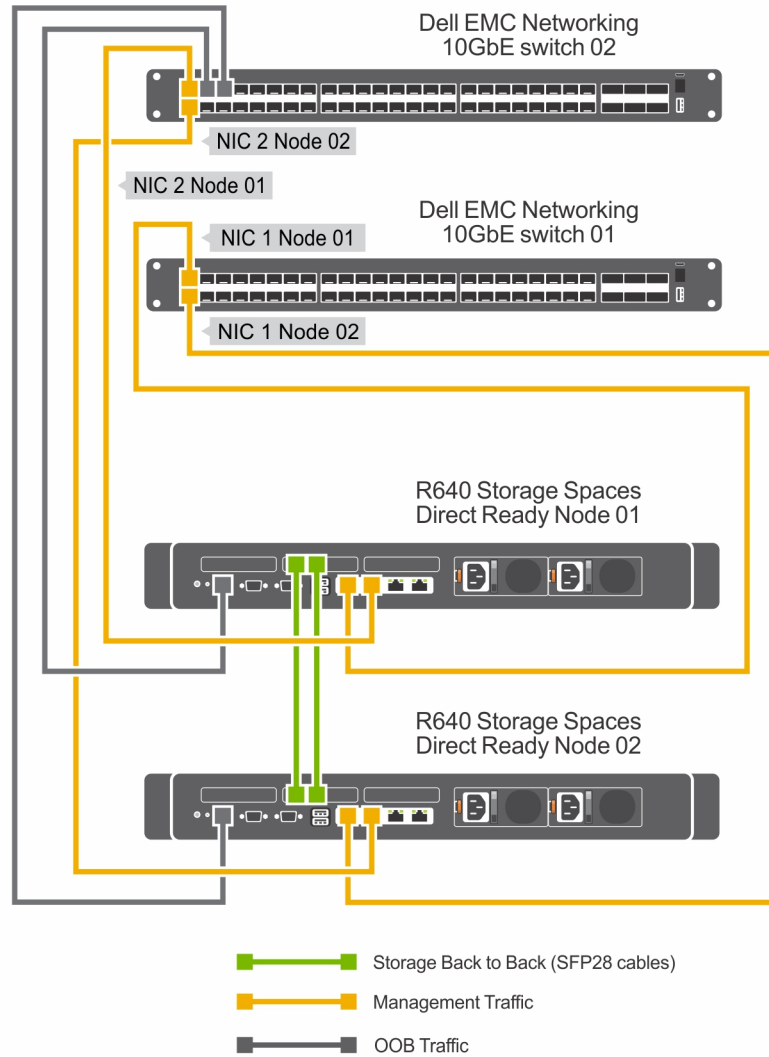 Dell EMC Networking
10GbE switch 02
NIC 2 Node 02
NIC 2 Node 01
Dell EMC Networking
10GbE switch 01
NIC 1 Node 01
NIC 1 Node 02
R640 Storage Spaces
Direct Ready Node 01
R640 Storage Spaces
Direct Ready Node 02
Storage Back to Back (SFP28 cables)
Management Traffic
OOB Traffic